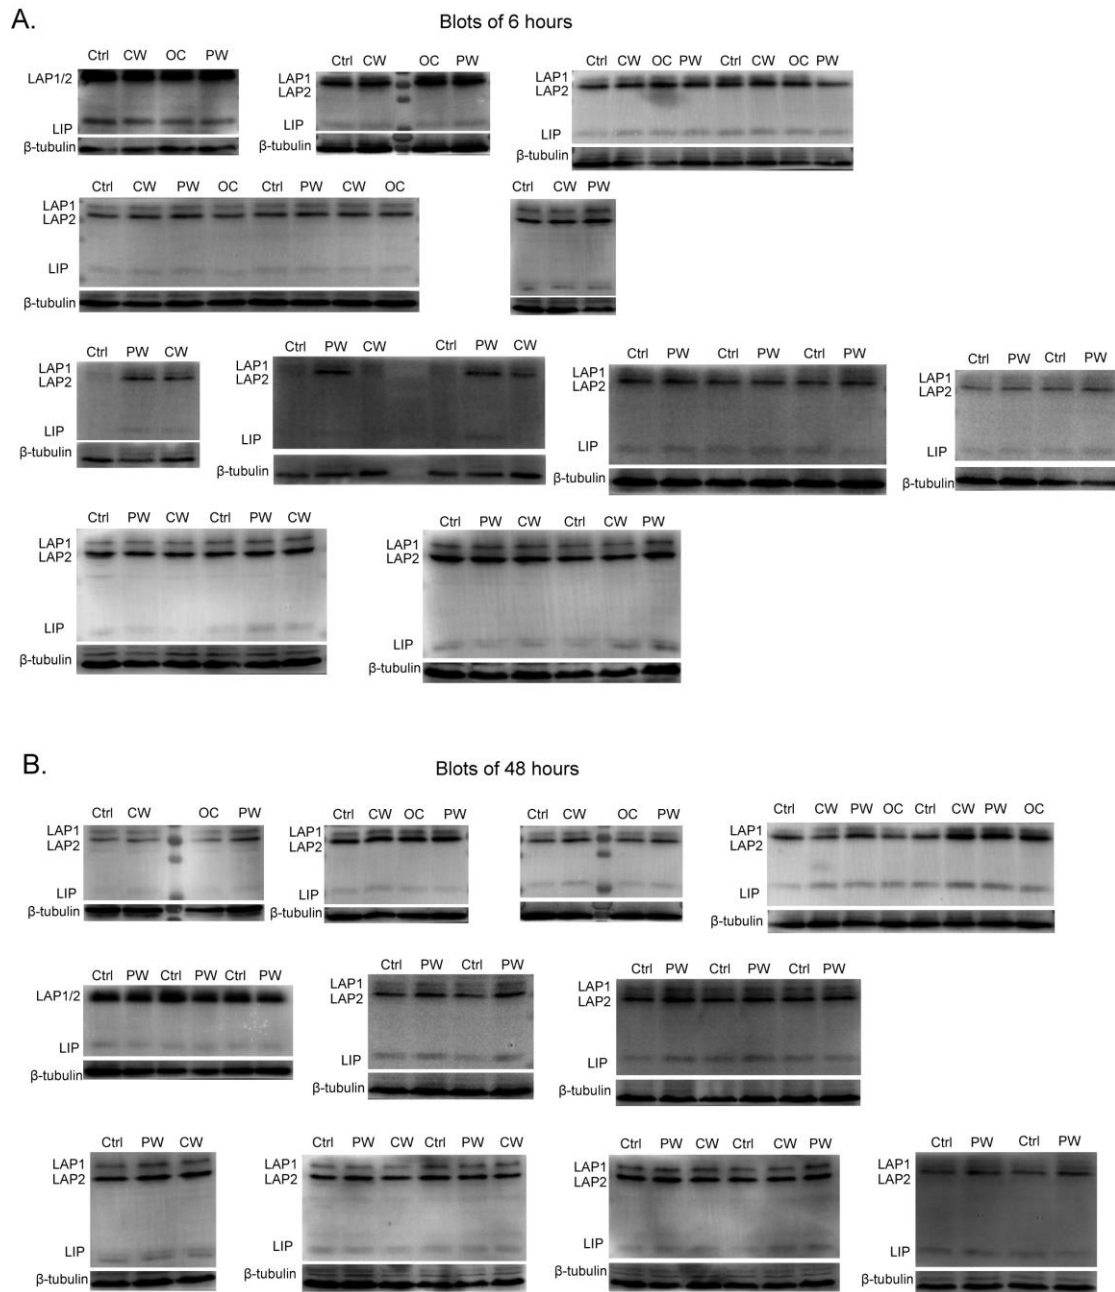 A.
Blots of 6 hours
Ctrl CW OC PW
LAP1/2
LIP
β-tubulin
Ctrl CW OC PW
LAP1
LAP2
LIP
β-tubulin
Ctrl CW OC PW Ctrl CW OC PW
LAP1
LAP2
LIP
β-tubulin
Ctrl CW PW OC Ctrl PW CW OC
LAP1
LAP2
LIP
β-tubulin
Ctrl CW PW
Ctrl PW CW
LAP1
LAP2
LIP
β-tubulin
Ctrl PW CW Ctrl PW CW
LAP1
LAP2
LIP
β-tubulin
Ctrl PW Ctrl PW Ctrl PW
LAP1
LAP2
LIP
β-tubulin
Ctrl PW Ctrl PW
LAP1
LAP2
LIP
β-tubulin
Ctrl PW CW Ctrl PW CW
LAP1
LAP2
LIP
β-tubulin
Ctrl PW CW Ctrl CW PW
LAP1
LAP2
LIP
β-tubulin
B.
Blots of 48 hours
Ctrl CW OC PW
LAP1
LAP2
LIP
β-tubulin
Ctrl CW OC PW
LAP1
LAP2
LIP
β-tubulin
Ctrl CW OC PW
LAP1
LAP2
LIP
β-tubulin
Ctrl CW PW OC Ctrl CW PW OC
LAP1
LAP2
LIP
β-tubulin
Ctrl PW Ctrl PW Ctrl PW
LAP1/2
LIP
β-tubulin
Ctrl PW Ctrl PW
LAP1
LAP2
LIP
β-tubulin
Ctrl PW Ctrl PW Ctrl PW
LAP1
LAP2
LIP
β-tubulin
Ctrl PW CW
LAP1
LAP2
LIP
β-tubulin
Ctrl PW CW Ctrl PW CW
LAP1
LAP2
LIP
β-tubulin
Ctrl PW CW Ctrl CW PW
LAP1
LAP2
LIP
β-tubulin
Ctrl PW Ctrl PW
LAP1
LAP2
LIP
β-tubulin